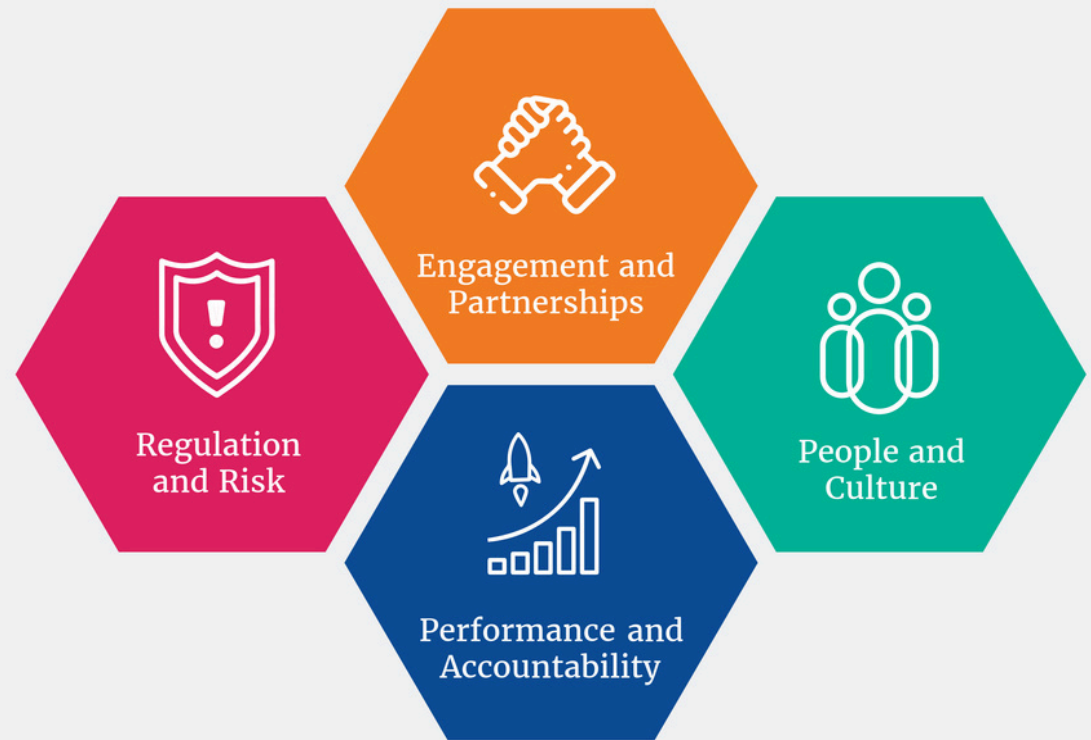 Engagement and
Partnerships
Regulation
and Risk
People and
Culture
Performance and
Accountability